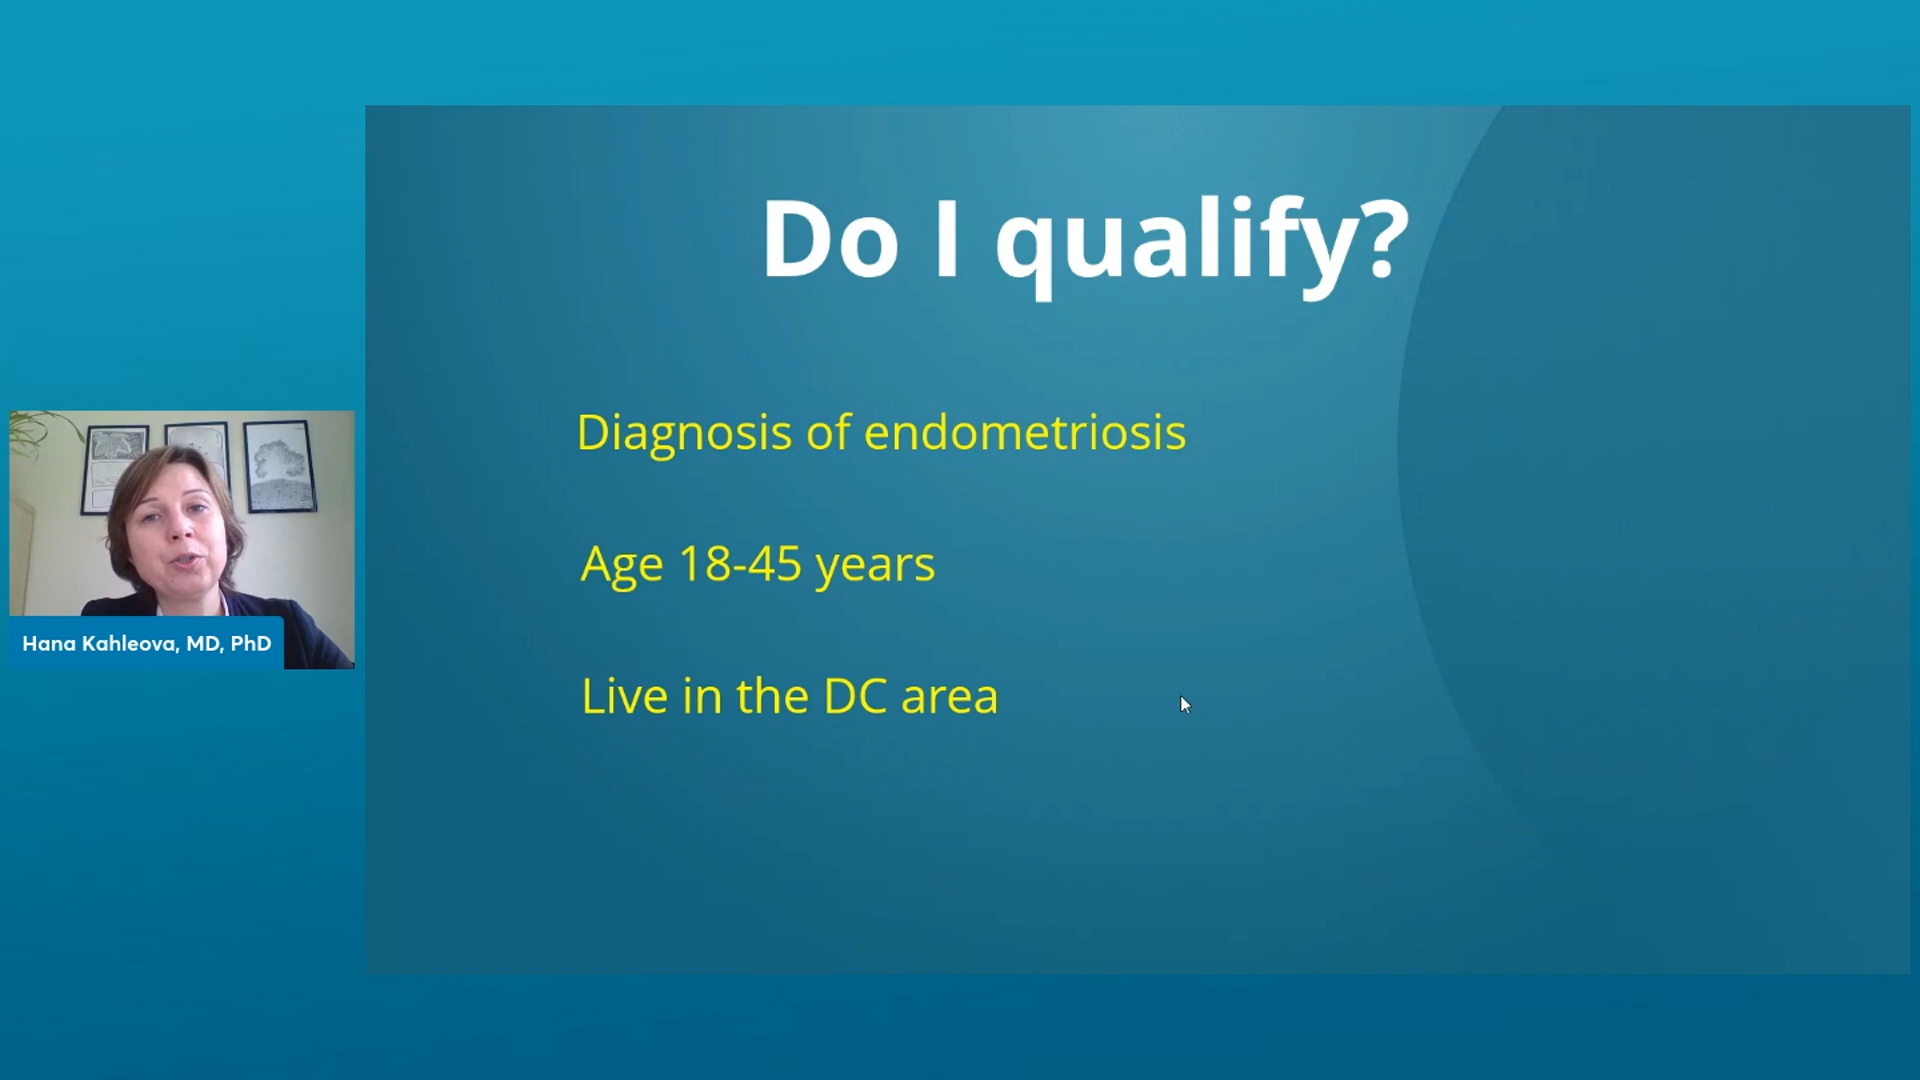 Do I qualify?
Diagnosis of endometriosis
Age 18-45 years
Live in the DC area
Hana Kahleova, MD, PhD